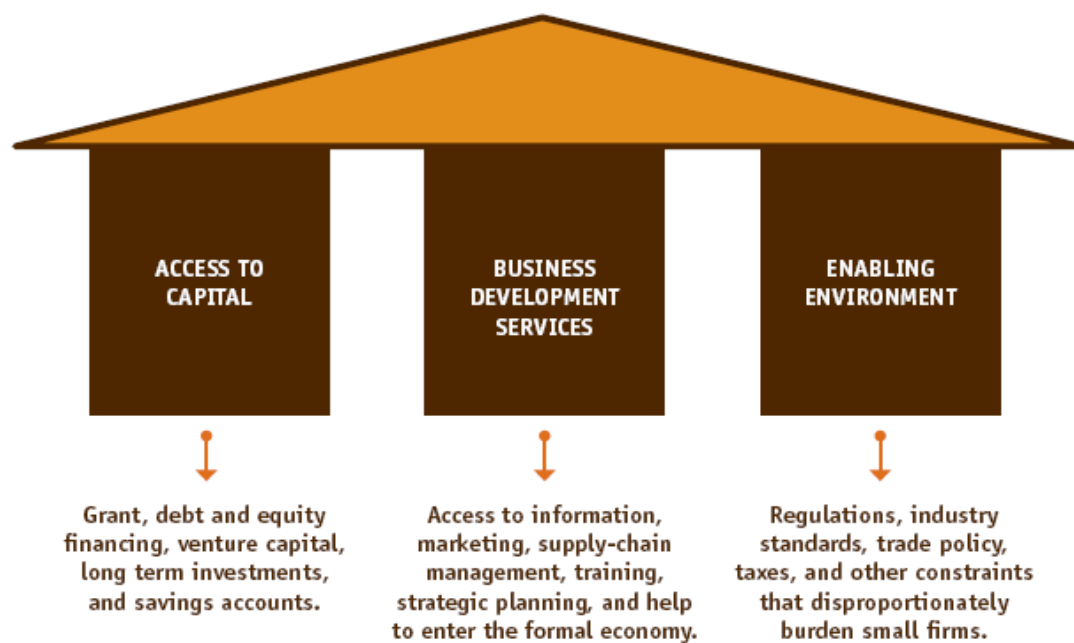 ACCESS TO
CAPITAL
BUSINESS
DEVELOPMENT
SERVICES
ENABLING
ENVIRONMENT
Grant, debt and equity
financing, venture capital,
long term investments,
and savings accounts.
Access to information,
marketing, supply-chain
management, training,
strategic planning, and help
to enter the formal economy.
Regulations, industry
standards, trade policy,
taxes, and other constraints
that disproportionately
burden small firms.